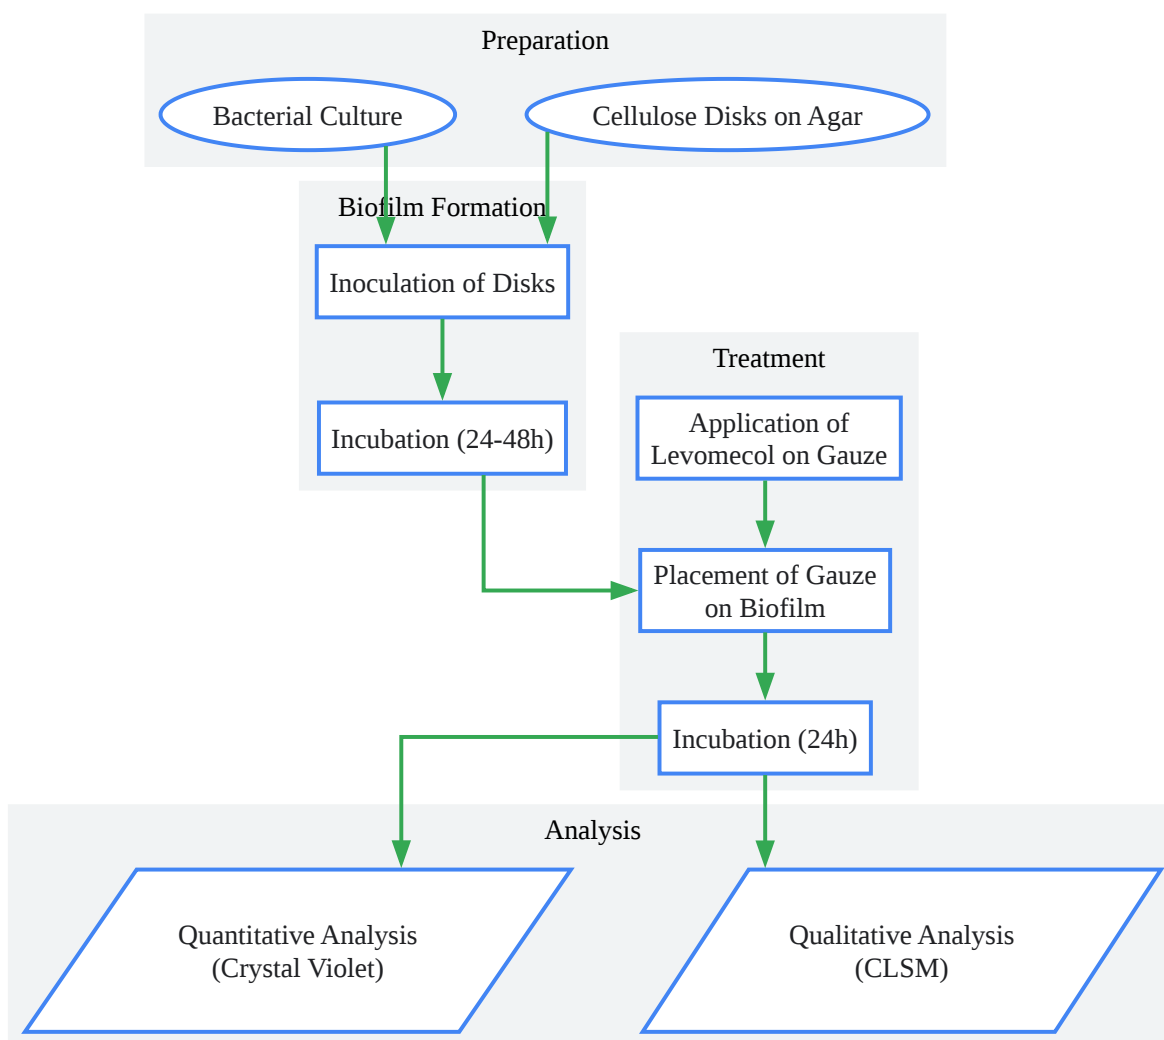 Preparation
Bacterial Culture
Cellulose Disks on Agar
Biofilm Formation
Inoculation of Disks
Incubation (24-48h)
Treatment
Application of
Levomecol on Gauze
Placement of Gauze
on Biofilm
Incubation (24h)
Analysis
Quantitative Analysis
(Crystal Violet)
Qualitative Analysis
(CLSM)